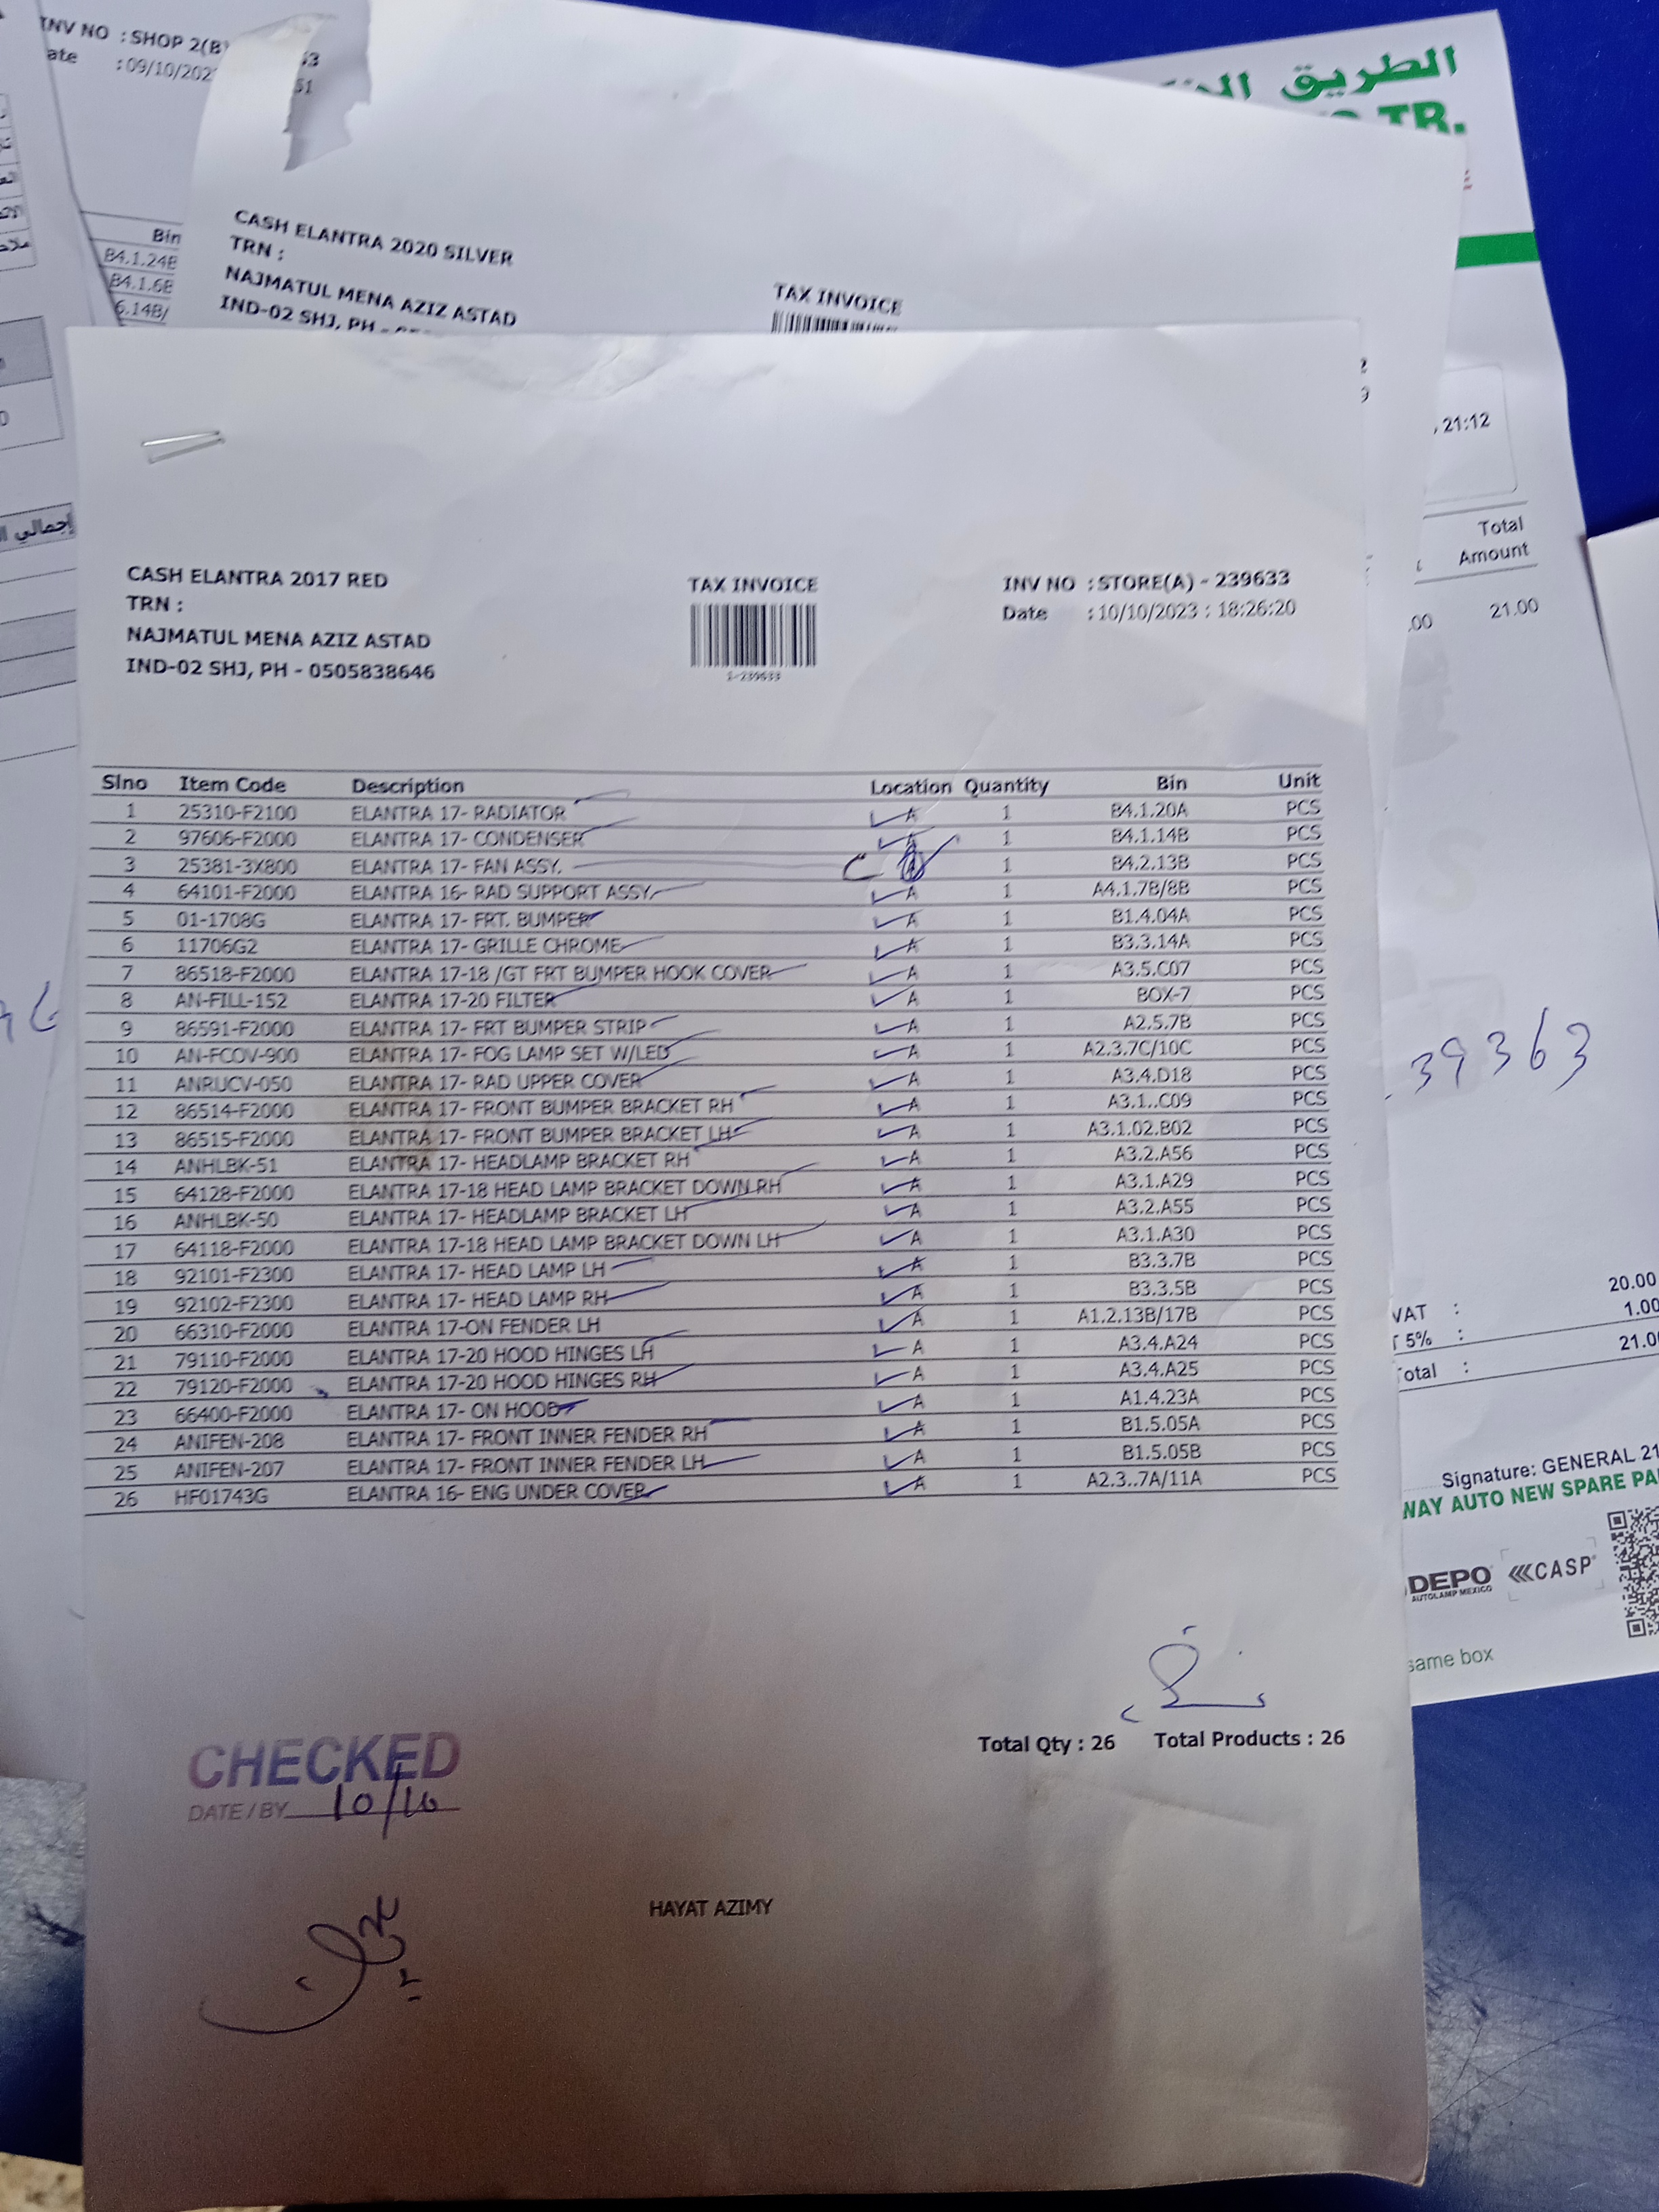 INV NO : SHOP 2(B)
53
ate : 09/10/202
51
Bin
B4.1.24B
B4.1.6B
6.14B/
الطريق
TR.
CASH ELANTRA 2020 SILVER
TRN :
NAJMATUL MENA AZIZ ASTAD
IND-02 SHJ, PH -
TAX INVOICE
CASH ELANTRA 2017 RED
TRN :
NAJMATUL MENA AZIZ ASTAD
IND-02 SHJ, PH - 0505838646
TAX INVOICE
S-239633
INV NO : STORE(A) - 239633
Date : 10/10/2023 : 18:26:20
Slno Item Code Description Location Quantity Bin Unit
1 25310-F2100 ELANTRA 17- RADIATOR A 1 B4.1.20A PCS
2 97606-F2000 ELANTRA 17- CONDENSER A 1 B4.1.14B PCS
3 25381-3X800 ELANTRA 17- FAN ASSY. C 1 B4.2.13B PCS
4 64101-F2000 ELANTRA 16- RAD SUPPORT ASSY A 1 A4.1.7B/8B PCS
5 01-1708G ELANTRA 17- FRT. BUMPER A 1 B1.4.04A PCS
6 11706G2 ELANTRA 17- GRILLE CHROME A 1 B3.3.14A PCS
7 86518-F2000 ELANTRA 17-18 /GT FRT BUMPER HOOK COVER A 1 A3.5.C07 PCS
8 AN-FILL-152 ELANTRA 17-20 FILTER A 1 BOX-7 PCS
9 86591-F2000 ELANTRA 17- FRT BUMPER STRIP A 1 A2.5.7B PCS
10 AN-FCOV-900 ELANTRA 17- FOG LAMP SET W/LED A 1 A2.3.7C/10C PCS
11 ANRUCV-050 ELANTRA 17- RAD UPPER COVER A 1 A3.4.D18 PCS
12 86514-F2000 ELANTRA 17- FRONT BUMPER BRACKET RH A 1 A3.1..C09 PCS
13 86515-F2000 ELANTRA 17- FRONT BUMPER BRACKET LH A 1 A3.1.02.B02 PCS
14 ANHLBK-51 ELANTRA 17- HEADLAMP BRACKET RH A 1 A3.2.A56 PCS
15 64128-F2000 ELANTRA 17-18 HEAD LAMP BRACKET DOWN RH A 1 A3.1.A29 PCS
16 ANHLBK-50 ELANTRA 17- HEADLAMP BRACKET LH A 1 A3.2.A55 PCS
17 64118-F2000 ELANTRA 17-18 HEAD LAMP BRACKET DOWN LH A 1 A3.1.A30 PCS
18 92101-F2300 ELANTRA 17- HEAD LAMP LH A 1 B3.3.7B PCS
19 92102-F2300 ELANTRA 17- HEAD LAMP RH A 1 B3.3.5B PCS
20 66310-F2000 ELANTRA 17-ON FENDER LH A 1 A1.2.13B/17B PCS
21 79110-F2000 ELANTRA 17-20 HOOD HINGES LH A 1 A3.4.A24 PCS
22 79120-F2000 ELANTRA 17-20 HOOD HINGES RH A 1 A3.4.A25 PCS
23 66400-F2000 ELANTRA 17- ON HOOD A 1 A1.4.23A PCS
24 ANIFEN-208 ELANTRA 17- FRONT INNER FENDER RH A 1 B1.5.05A PCS
25 ANIFEN-207 ELANTRA 17- FRONT INNER FENDER LH A 1 B1.5.05B PCS
26 HF01743G ELANTRA 16- ENG UNDER COVER A 1 A2.3..7A/11A PCS
Total Qty : 26 Total Products : 26
CHECKED
DATE/BY 10/10
HAYAT AZIMY
إجمالي
, 21:12
Total
Amount
.00 21.00
39363
20.00
VAT : 1.00
5% : 21.0
otal :
Signature: GENERAL 21
WAY AUTO NEW SPARE PA
DEPO
AUTOLAMP MEXICO
CASP
same box